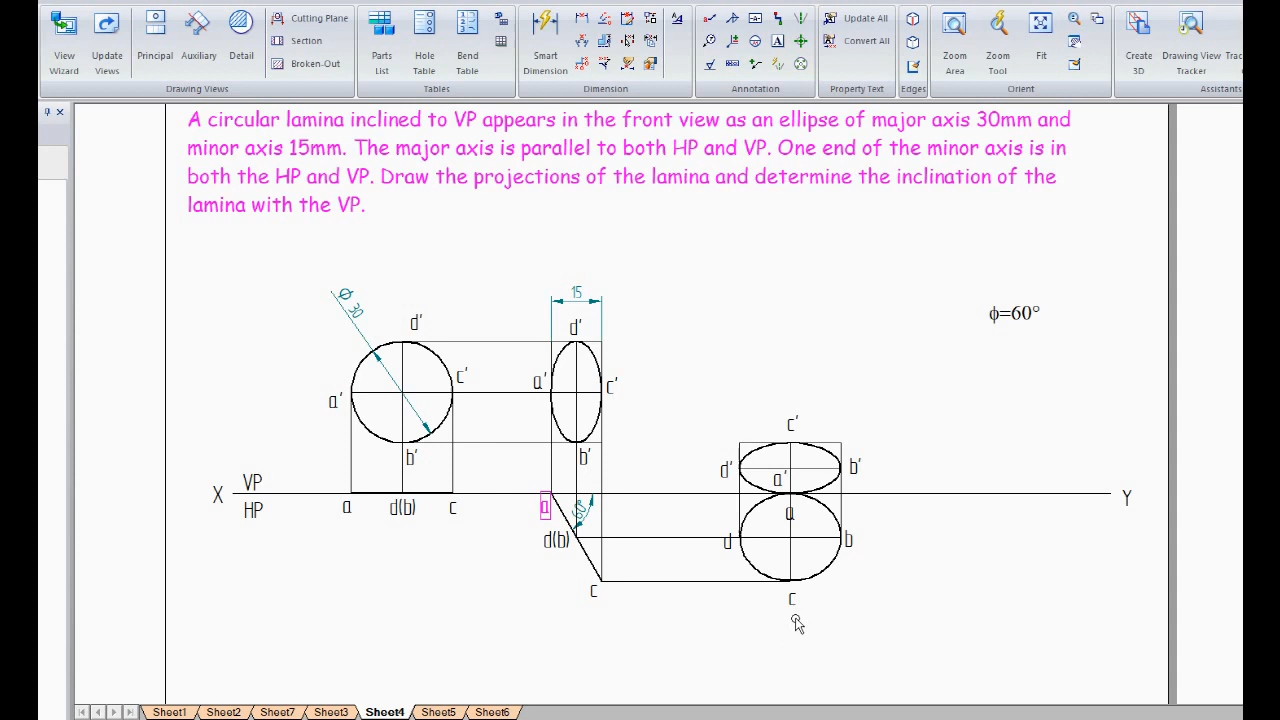 View Wizard
Update Views
Principal
Auxiliary
Detail
Cutting Plane
Section
Broken-Out
Drawing Views
Parts List
Hole Table
Bend Table
Tables
Smart Dimension
Dimension
A
Annotation
Update All
Convert All
Property Text
Edges
Zoom Area
Zoom Tool
Fit
Orient
Create 3D
Drawing View Tracker
Trac
Assistants
A circular lamina inclined to VP appears in the front view as an ellipse of major axis 30mm and
minor axis 15mm. The major axis is parallel to both HP and VP. One end of the minor axis is in
both the HP and VP. Draw the projections of the lamina and determine the inclination of the
lamina with the VP.
Φ 30
15
ϕ=60°
d'
d'
a'
c'
a'
c'
b'
b'
c'
d'
a'
b'
X
VP
HP
Y
a
d(b)
c
a
60°
d(b)
c
a
d
b
c
Sheet1
Sheet2
Sheet7
Sheet3
Sheet4
Sheet5
Sheet6